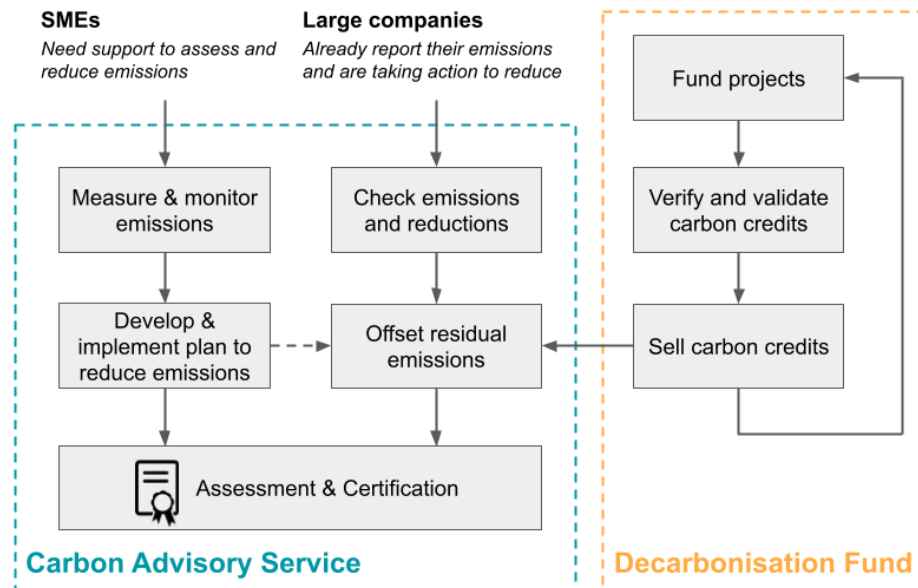 SMEs
Need support to assess and
reduce emissions
Large companies
Already report their emissions
and are taking action to reduce
Measure & monitor
emissions
Check emissions
and reductions
Develop &
implement plan to
reduce emissions
Offset residual
emissions
Assessment & Certification
Carbon Advisory Service
Fund projects
Verify and validate
carbon credits
Sell carbon credits
Decarbonisation Fund